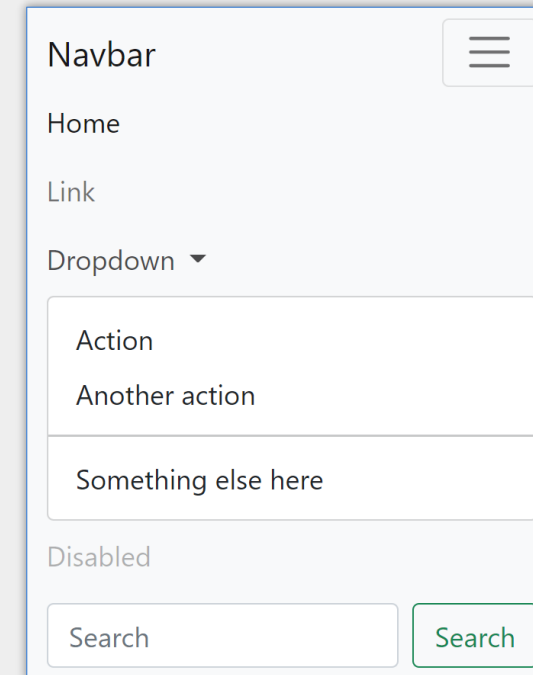 Navbar
Home
Link
Dropdown
Action
Another action
Something else here
Disabled
Search Search